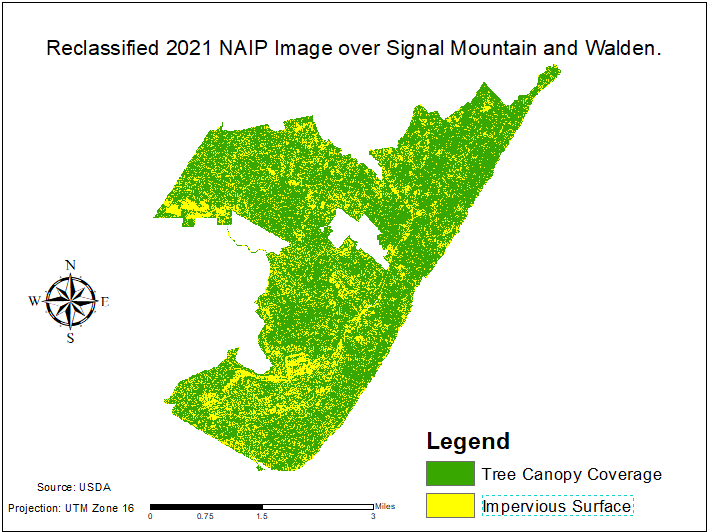 Reclassified 2021 NAIP Image over Signal Mountain and Walden.
N
W E
S
Legend
Tree Canopy Coverage
Impervious Surface
Source: USDA
Projection: UTM Zone 16
Miles
0 0.75 1.5 3